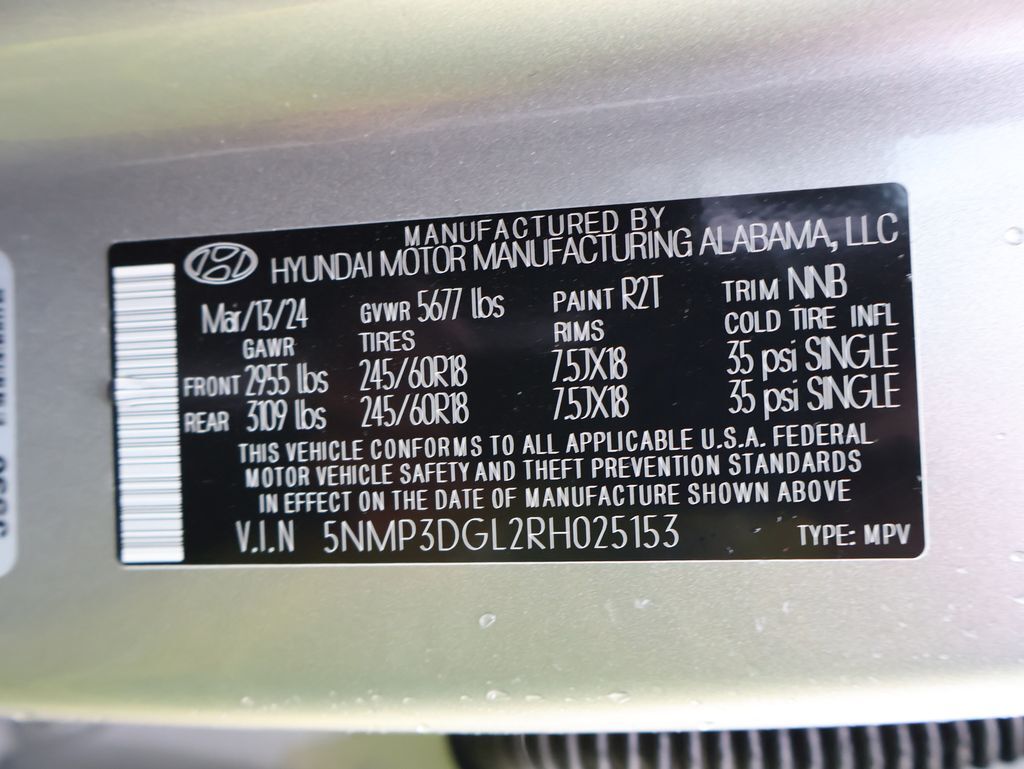 MANUFACTURED BY
HYUNDAI MOTOR MANUFACTURING ALABAMA, LLC
Mar/13/24 GVWR 5677 lbs PAINT R2T TRIM NNB
GAWR TIRES RIMS COLD TIRE INFL
FRONT 2955 lbs 245/60R18 7.5JX18 35 psi SINGLE
REAR 3109 lbs 245/60R18 7.5JX18 35 psi SINGLE
THIS VEHICLE CONFORMS TO ALL APPLICABLE U.S.A. FEDERAL
MOTOR VEHICLE SAFETY AND THEFT PREVENTION STANDARDS
IN EFFECT ON THE DATE OF MANUFACTURE SHOWN ABOVE
V.I.N 5NMP3DGL2RH025153 TYPE: MPV